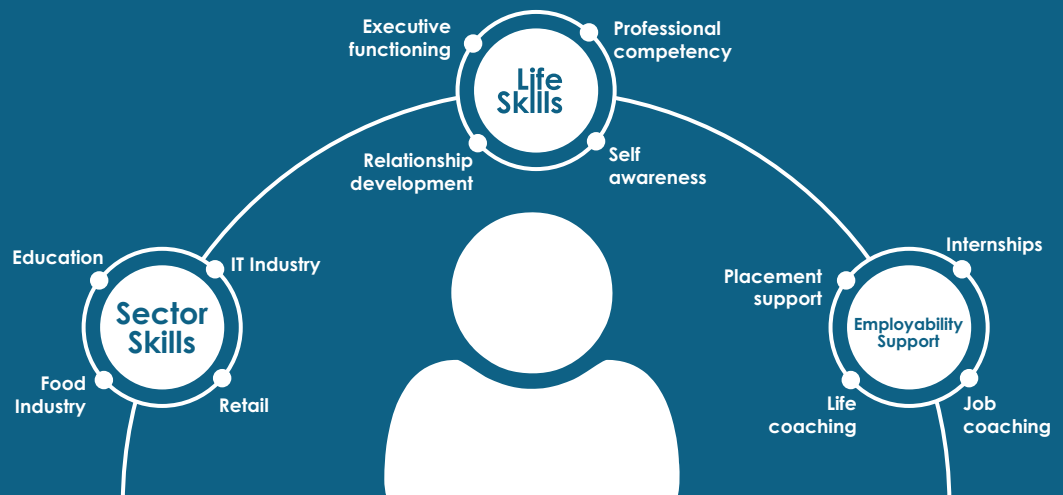 Executive
functioning
Professional
competency
Life
Skills
Relationship
development
Self
awareness
Education
IT Industry
Sector
Skills
Food
Industry
Retail
Internships
Placement
support
Employability
Support
Life
coaching
Job
coaching